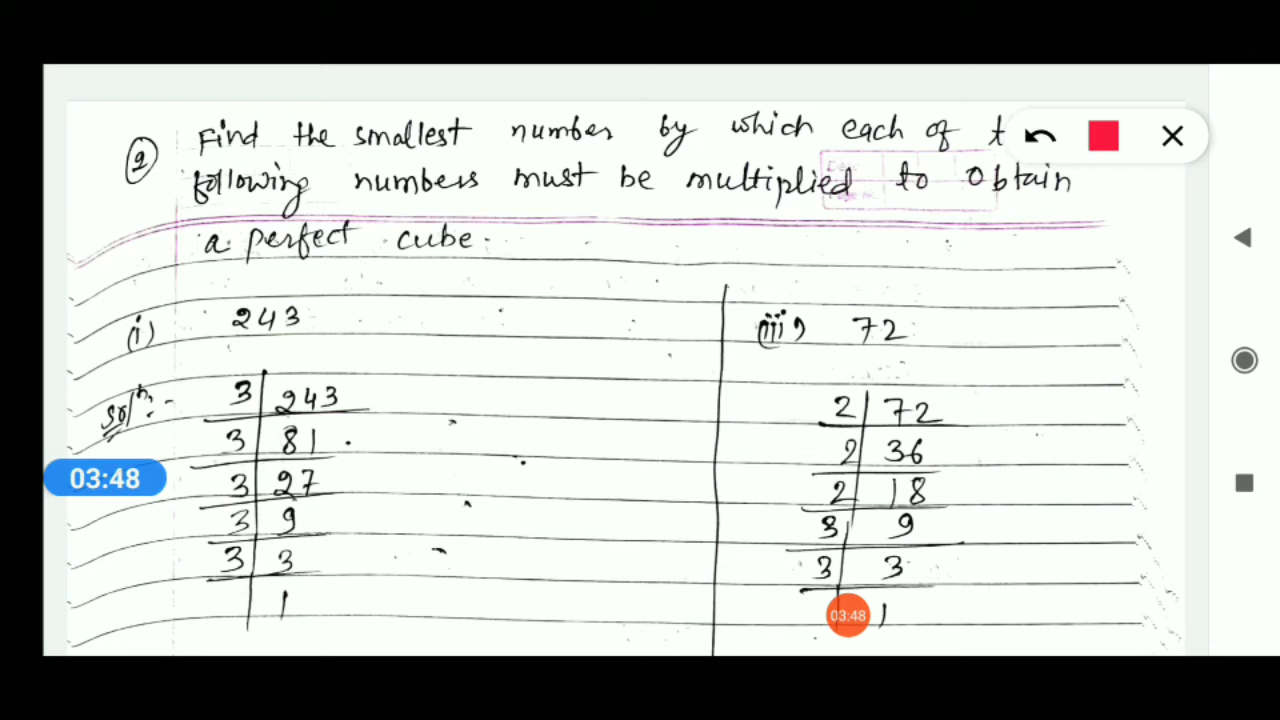 2 Find the smallest number by which each of t
following numbers must be multiplied to obtain
a perfect cube.
(i) 243
(iii) 72
Solⁿ:-
3 243
3 81
3 27
3 9
3 3
1
2 72
2 36
2 18
3 9
3 3
1
03:48
03:48